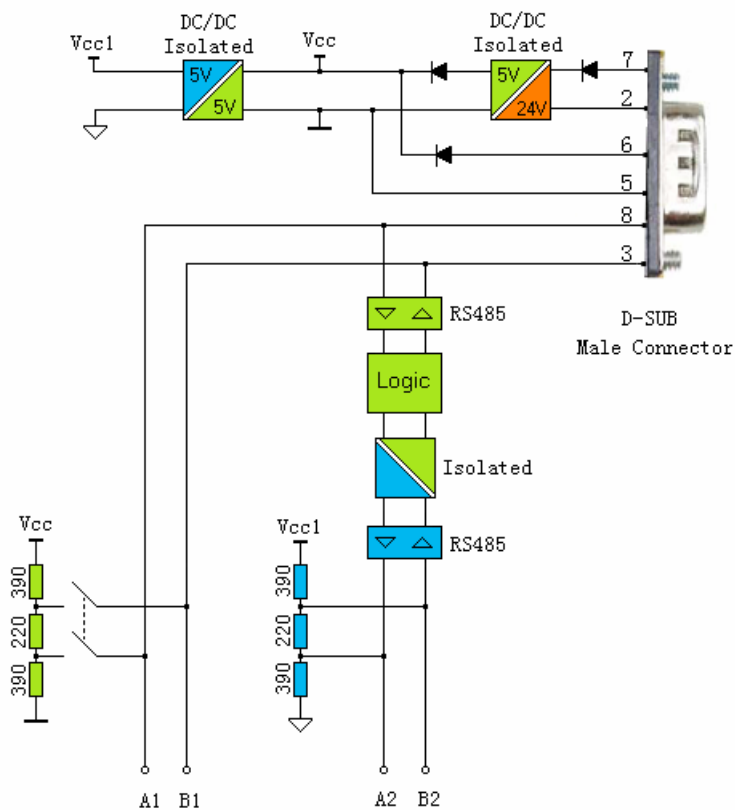 DC/DC
Isolated
DC/DC
Isolated
Vcc1
Vcc
5V
5V
5V
24V
7
2
6
5
8
3
RS485
D-SUB
Male Connector
Logic
Isolated
RS485
Vcc
390
220
390
Vcc1
390
220
390
A1 B1 A2 B2